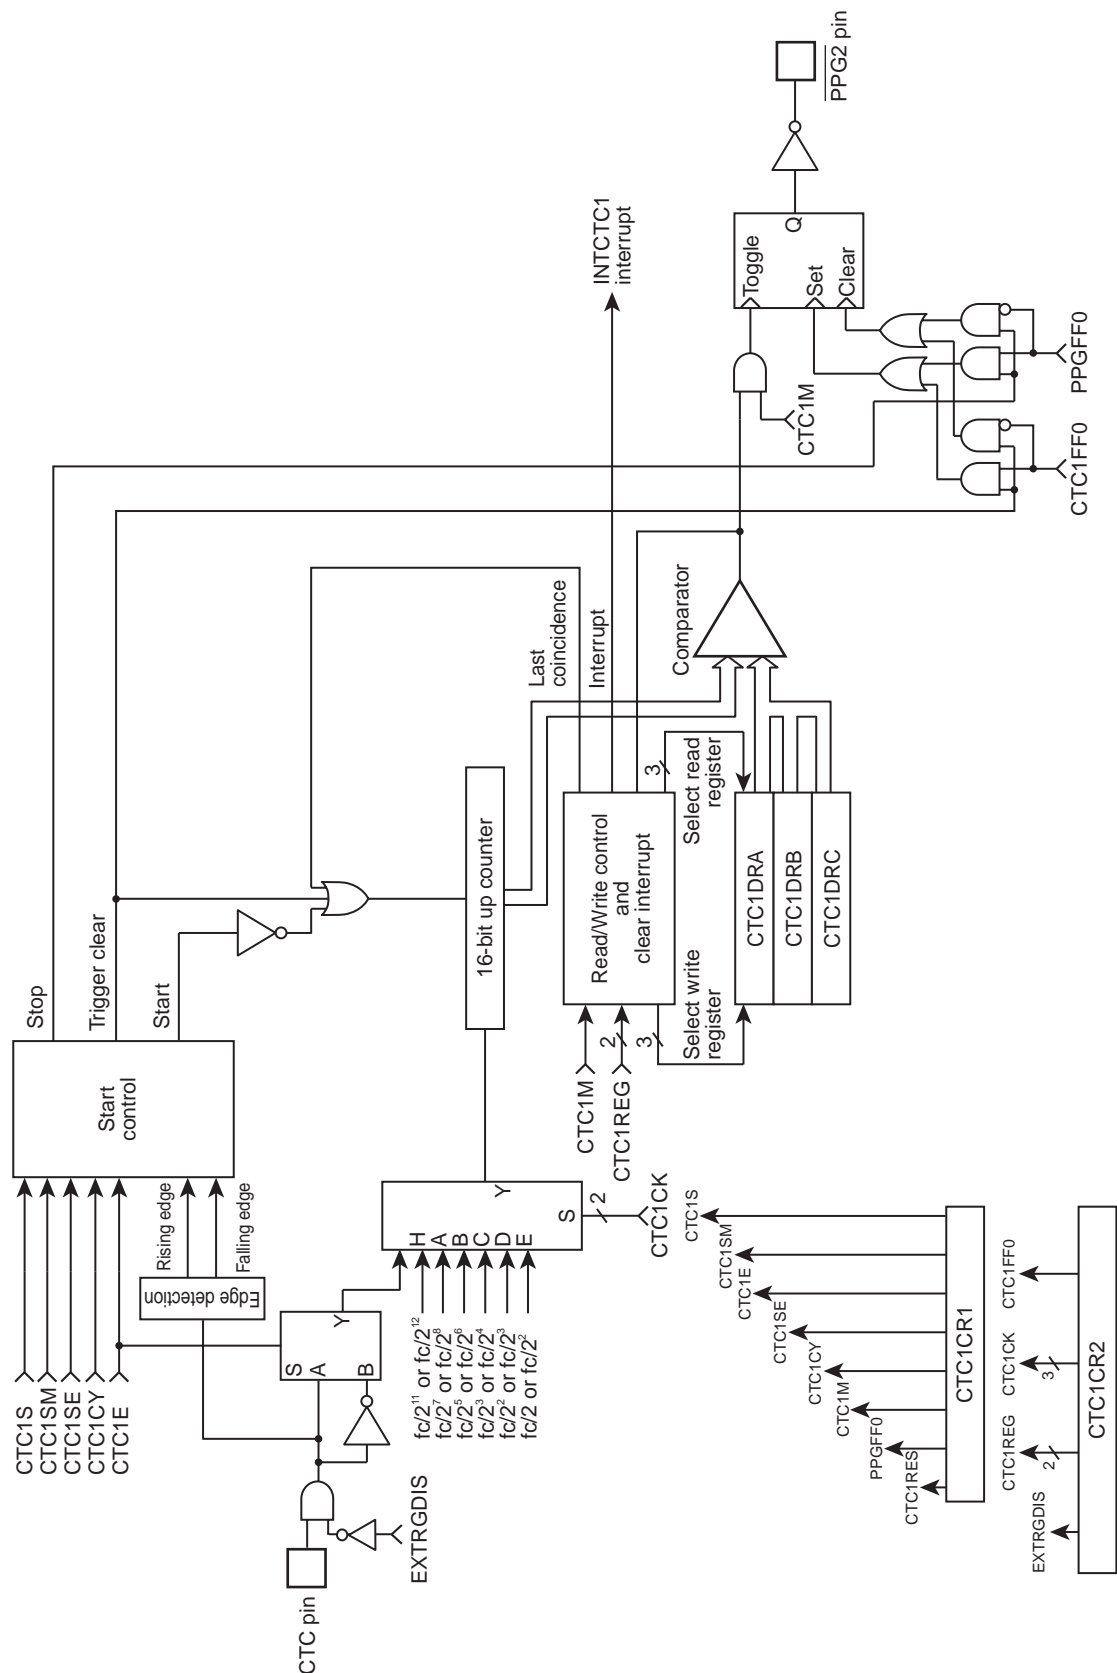 CTC pin
EXTRGDIS
CTC1S
CTC1SM
CTC1SE
CTC1CY
CTC1E
Edge detection
Rising edge
Falling edge
Start
control
Stop
Trigger clear
Start
S
A
B
Y
fc/2¹¹ or fc/2¹²
fc/2⁷ or fc/2⁸
fc/2⁵ or fc/2⁶
fc/2³ or fc/2⁴
fc/2² or fc/2³
fc/2 or fc/2²
H
A
B
C
D
E
Y
S
2
CTC1CK
16-bit up counter
CTC1M
CTC1REG
2
3
Read/Write control
and
clear interrupt
Select write
register
3
Select read
register
CTC1DRA
CTC1DRB
CTC1DRC
Last
coincidence
Interrupt
Comparator
INTCTC1
interrupt
CTC1M
Toggle
Set
Clear
Q
PPG2 pin
CTC1FF0
PPGFF0
CTC1RES
PPGFF0
CTC1M
CTC1CY
CTC1SE
CTC1E
CTC1SM
CTC1S
CTC1CR1
EXTRGDIS
CTC1REG
2
CTC1CK
3
CTC1FF0
CTC1CR2